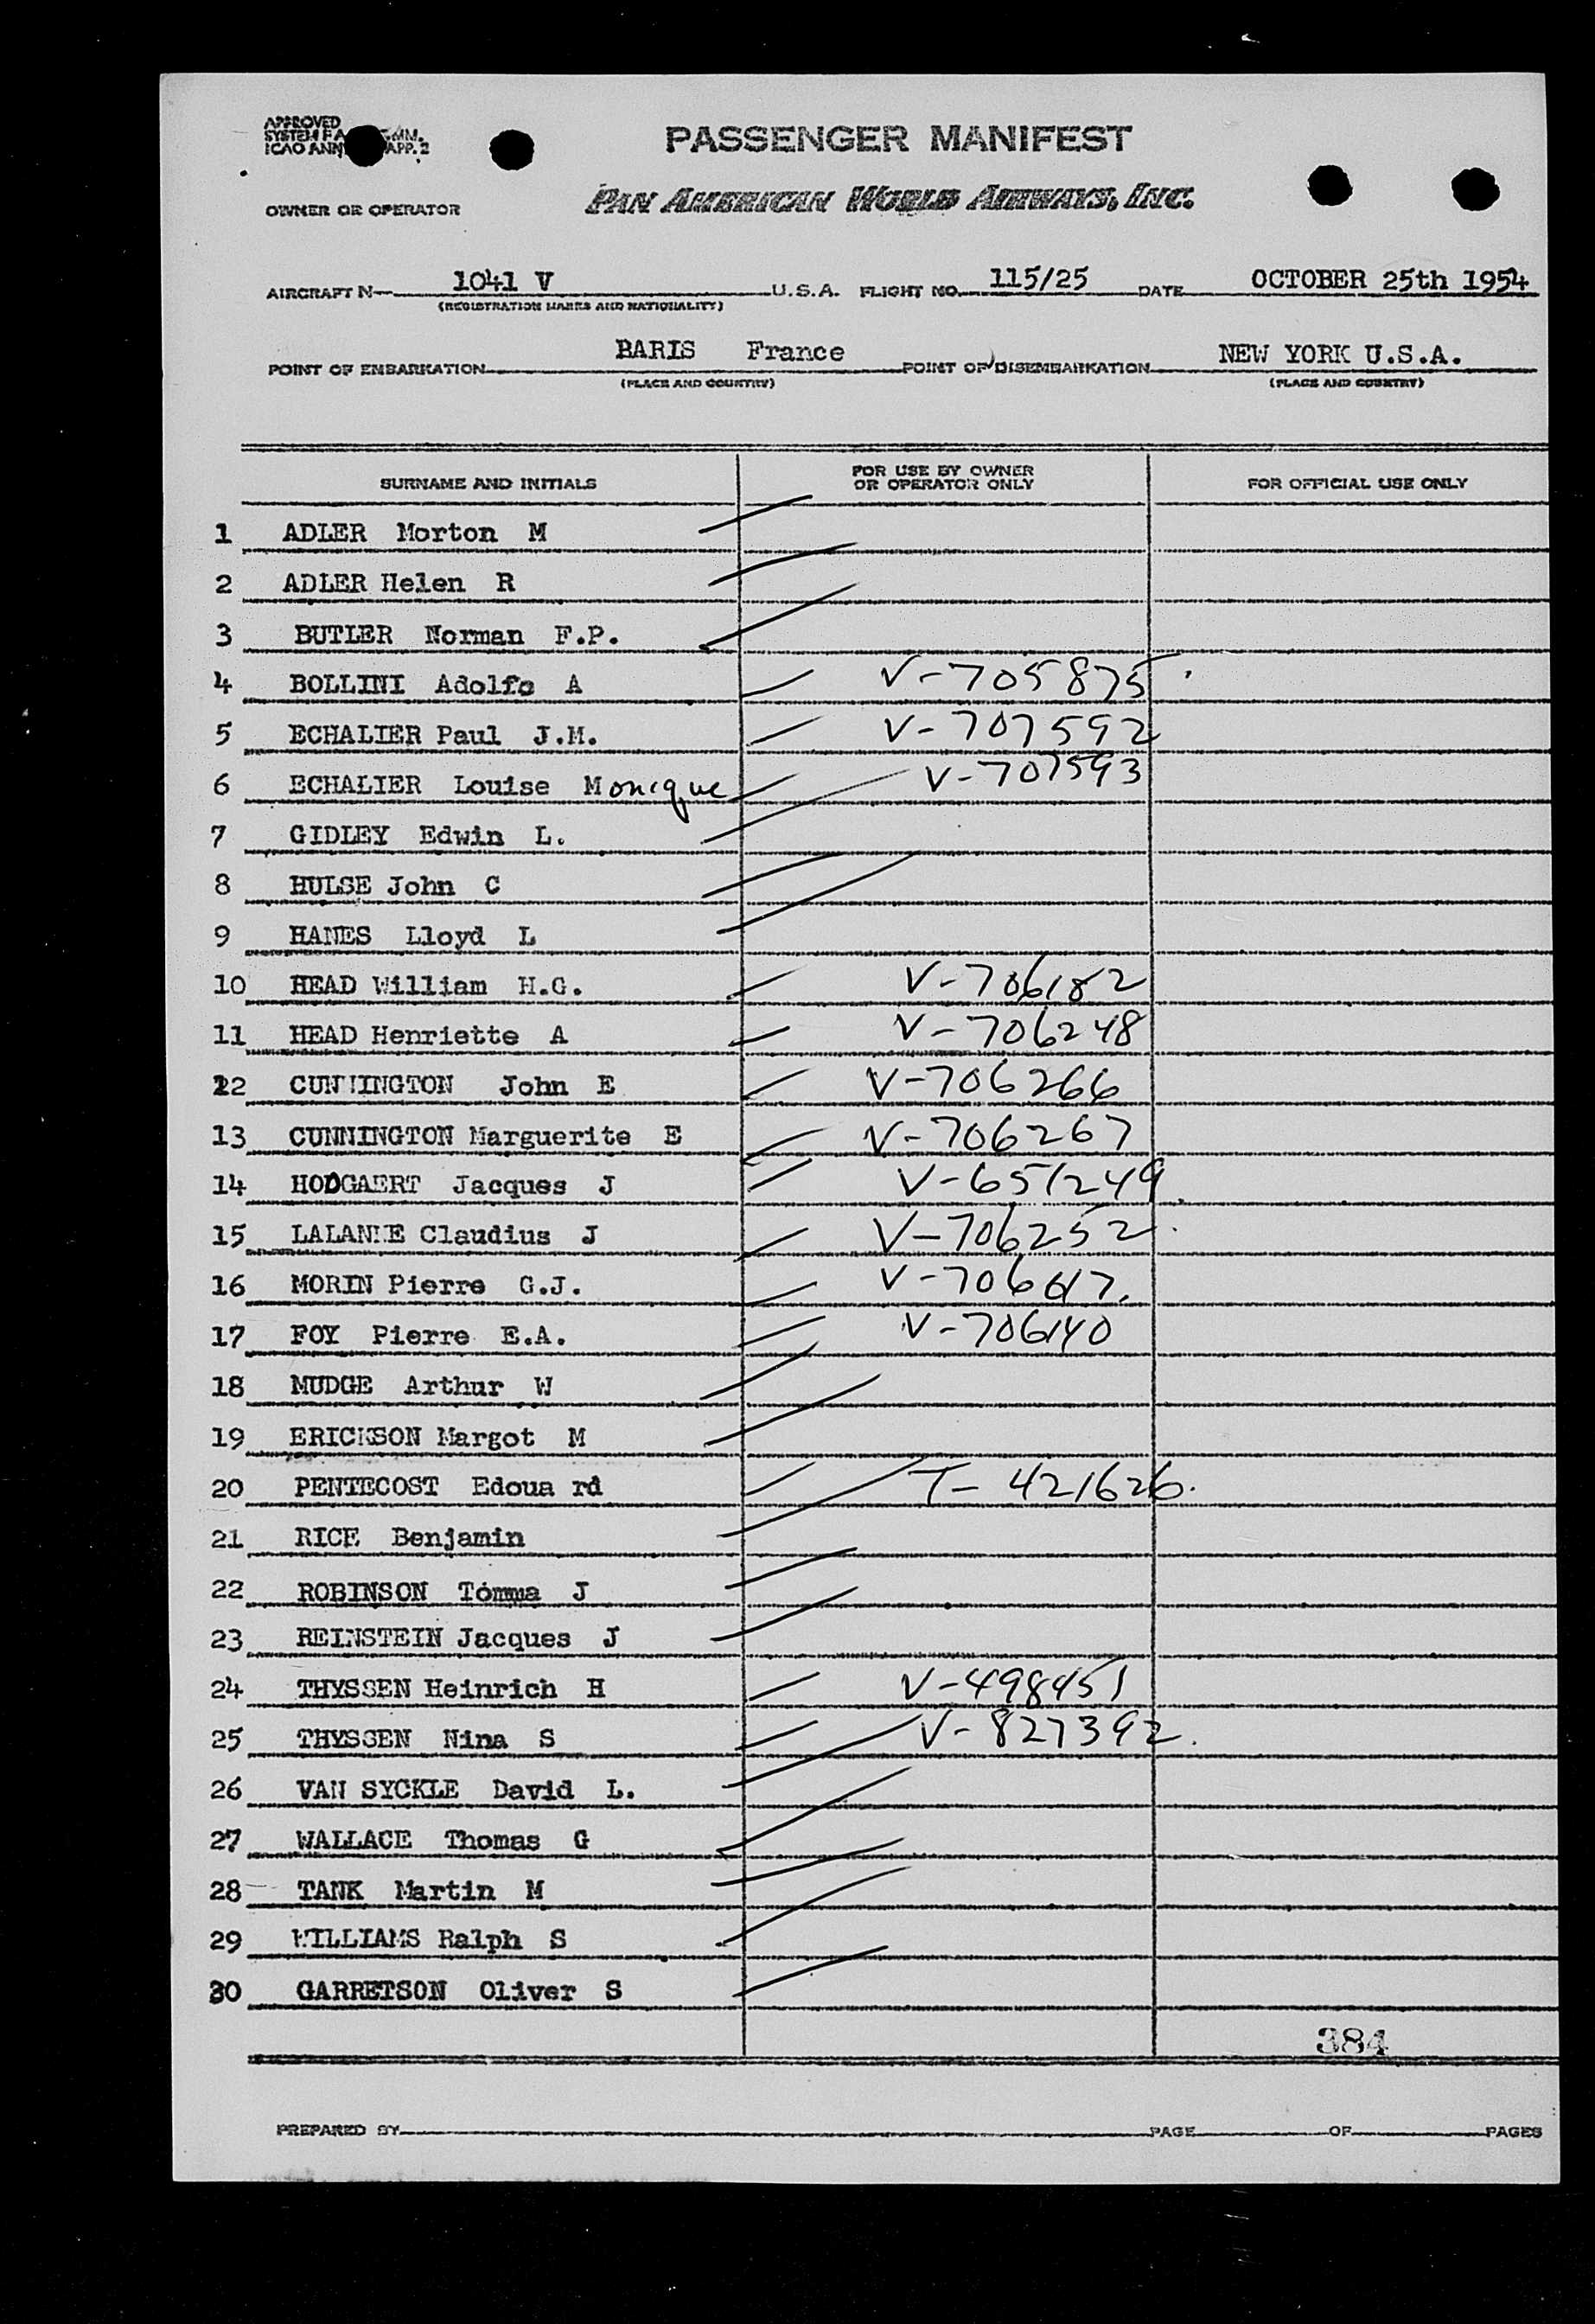 APPROVED
ICAO ANN APP. 2
PASSENGER MANIFEST
OWNER OR OPERATOR PAN AMERICAN WORLD AIRWAYS, INC.
AIRCRAFT N— 1041 V U.S.A. FLIGHT NO. 115/25 DATE OCTOBER 25th 1954
(REGISTRATION MARKS AND NATIONALITY)
POINT OF EMBARKATION BARIS France POINT OF DISEMBARKATION NEW YORK U.S.A.
(PLACE AND COUNTRY) (PLACE AND COUNTRY)
SURNAME AND INITIALS FOR USE BY OWNER OR OPERATOR ONLY FOR OFFICIAL USE ONLY
1 ADLER Morton M
2 ADLER Helen R
3 BUTLER Norman F.P.
4 BOLLINI Adolfo A V-705875
5 ECHALIER Paul J.M. V-707592
6 ECHALIER Louise Monique V-707593
7 GIDLEY Edwin L.
8 HULSE John C
9 HANES Lloyd L
10 HEAD William H.G. V-706182
11 HEAD Henriette A V-706248
12 CUNNINGTON John E V-706266
13 CUNNINGTON Marguerite E V-706267
14 HODGAERT Jacques J V-651249
15 LALANNE Claudius J V-706252
16 MORIN Pierre G.J.
17 FOY Pierre E.A. V-706140
18 MUDGE Arthur W
19 ERICKSON Margot M
20 PENTECOST Edoua rd T-421626.
21 RICE Benjamin
22 ROBINSON Tomma J
23 REINSTEIN Jacques J
24 THYSSEN Heinrich H V-498451
25 THYSSEN Nina S V-827392.
26 VAN SYCKLE David L.
27 WALLACE Thomas G
28 TANK Martin M
29 WILLIAMS Ralph S
30 GARRETSON Oliver S
384
PREPARED BY PAGE OF PAGES